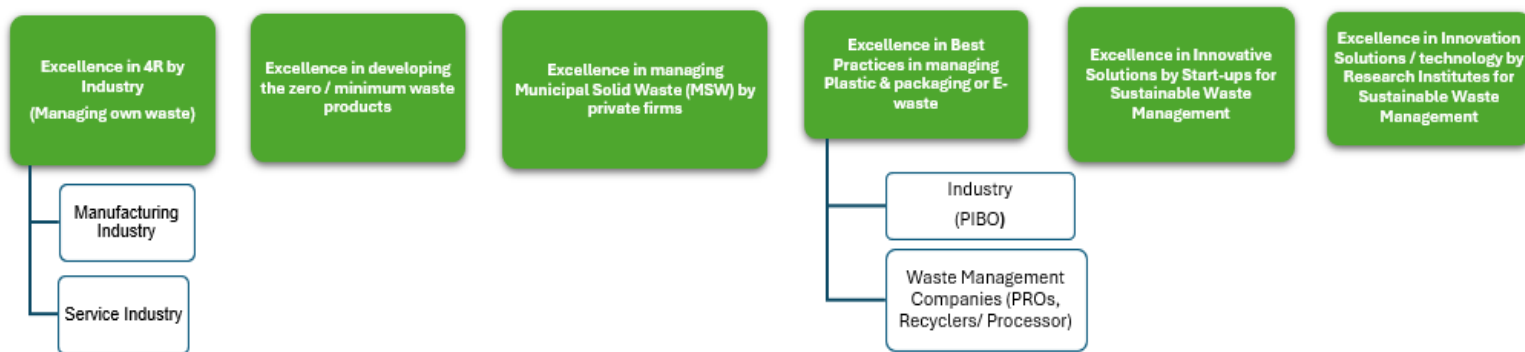 Excellence in 4R by
Industry
(Managing own waste)
Manufacturing
Industry
Service Industry
Excellence in developing
the zero / minimum waste
products
Excellence in managing
Municipal Solid Waste (MSW) by
private firms
Excellence in Best
Practices in managing
Plastic & packaging or E-
waste
Industry
(PIBO)
Waste Management
Companies (PROs,
Recyclers/ Processor)
Excellence in Innovative
Solutions by Start-ups for
Sustainable Waste
Management
Excellence in Innovation
Solutions / technology by
Research Institutes for
Sustainable Waste
Management